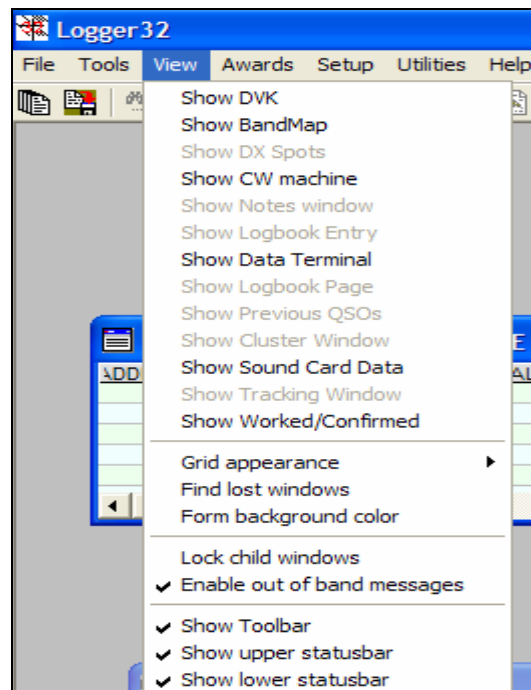 Logger32
File Tools View Awards Setup Utilities Help
Show DVK
Show BandMap
Show DX Spots
Show CW machine
Show Notes window
Show Logbook Entry
Show Data Terminal
Show Logbook Page
Show Previous QSOs
Show Cluster Window
Show Sound Card Data
Show Tracking Window
Show Worked/Confirmed
Grid appearance
Find lost windows
Form background color
Lock child windows
Enable out of band messages
Show Toolbar
Show upper statusbar
Show lower statusbar